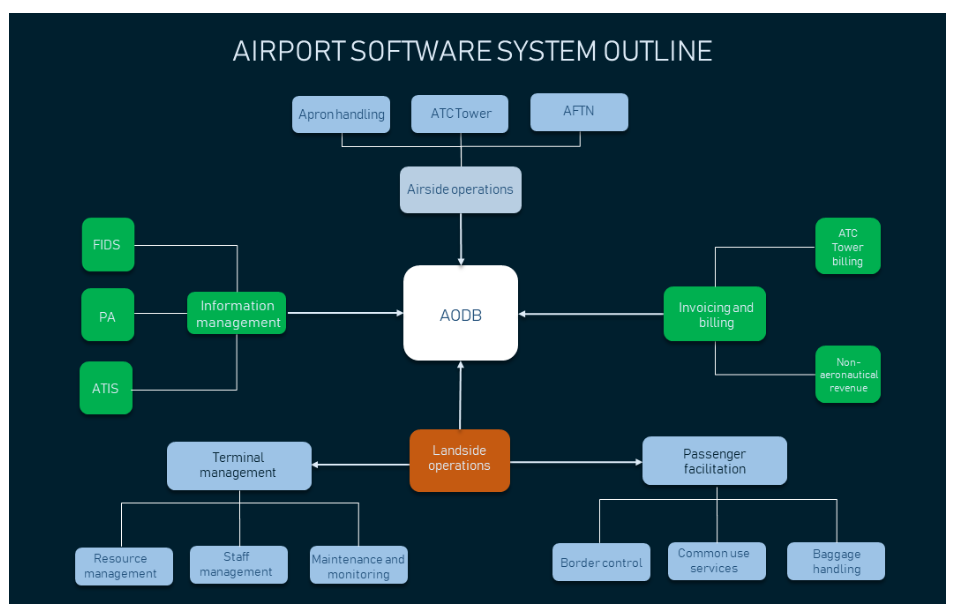 AIRPORT SOFTWARE SYSTEM OUTLINE
Apron handling
ATC Tower
AFTN
Airside operations
FIDS
PA
ATIS
Information
management
AODB
Invoicing and
billing
ATC
Tower
billing
Non-
aeronautical
revenue
Landside
operations
Terminal
management
Passenger
facilitation
Resource
management
Staff
management
Maintenance and
monitoring
Border control
Common use
services
Baggage
handling